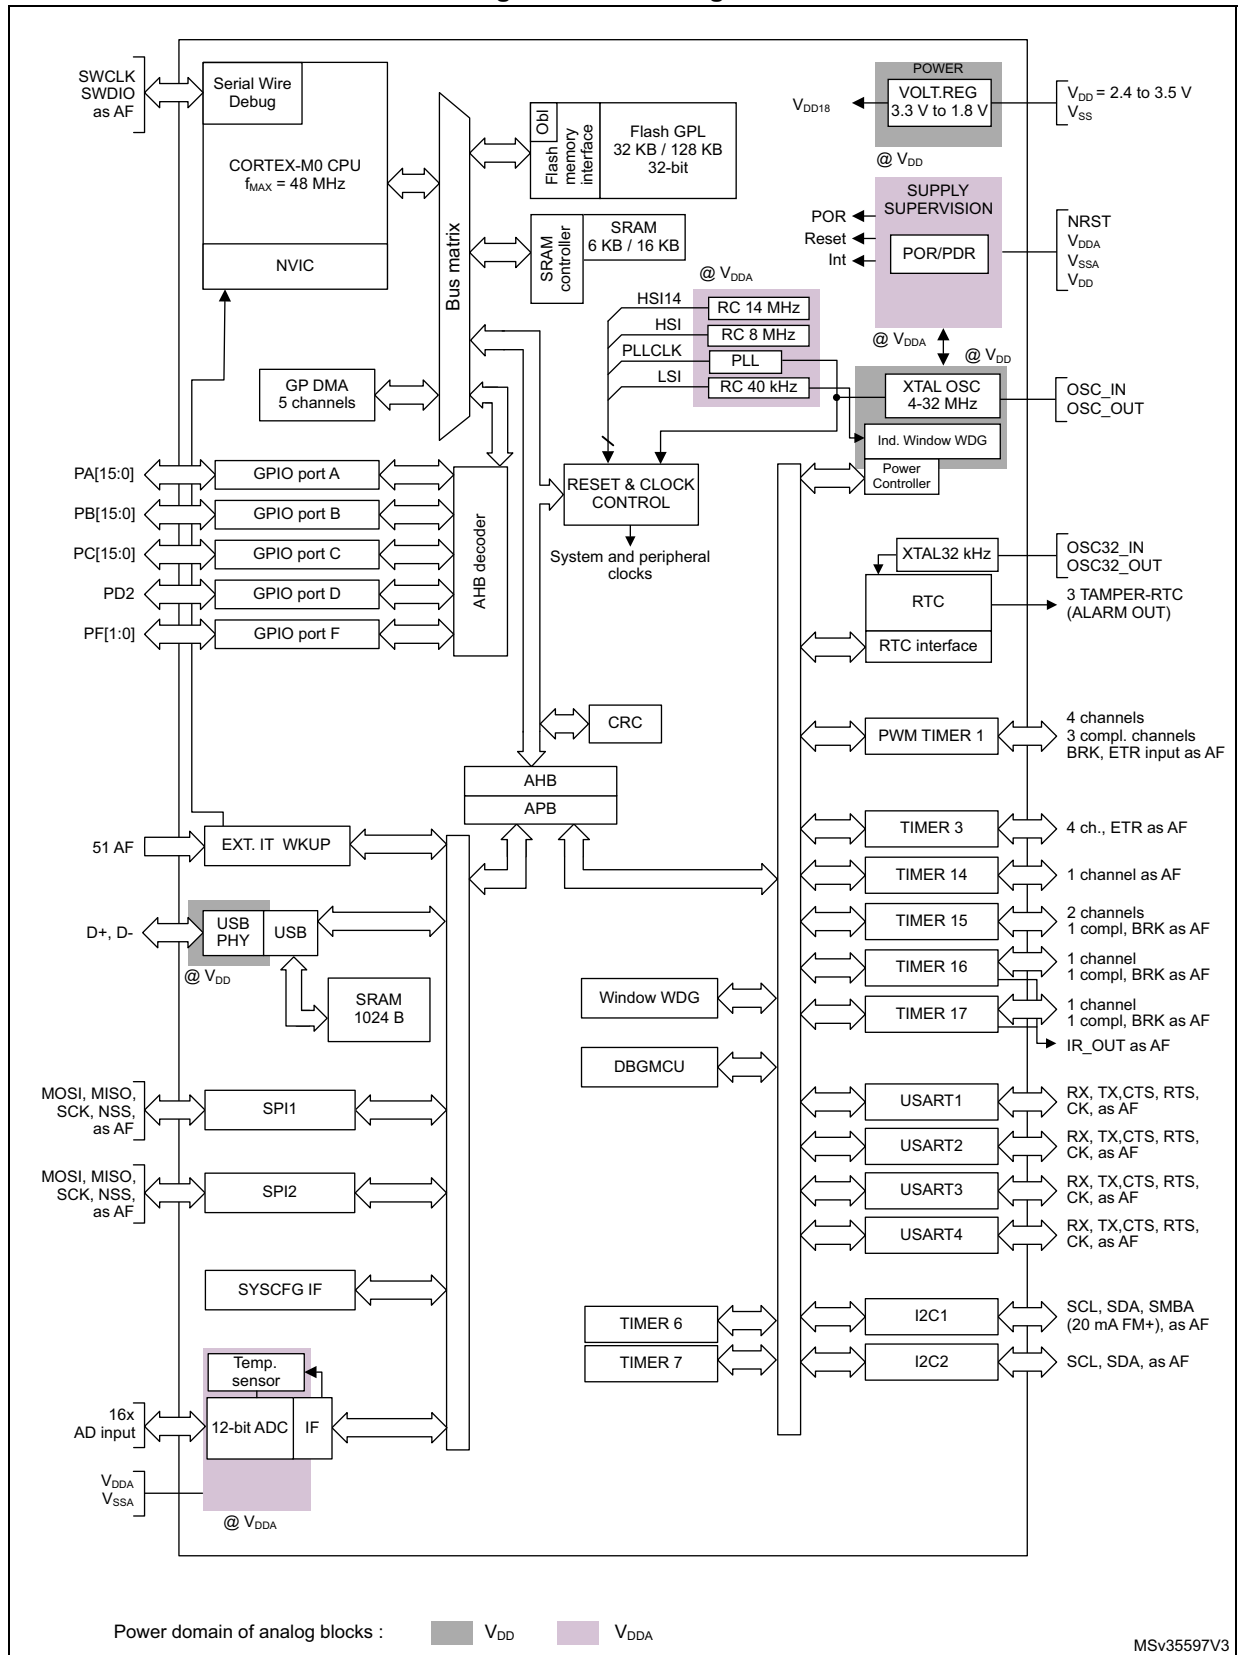 SWCLK
SWDIO
as AF
Serial Wire
Debug
CORTEX-M0 CPU
fMAX = 48 MHz
NVIC
Bus matrix
Obl
Flash
memory
interface
Flash GPL
32 KB / 128 KB
32-bit
SRAM
controller
SRAM
6 KB / 16 KB
POWER
VOLT.REG
3.3 V to 1.8 V
VDD18
VDD = 2.4 to 3.5 V
VSS
@ VDD
SUPPLY
SUPERVISION
POR
Reset
Int
POR/PDR
NRST
VDDA
VSSA
VDD
@ VDDA
@ VDDA
@ VDD
HSI14
RC 14 MHz
HSI
RC 8 MHz
PLLCLK
PLL
LSI
RC 40 kHz
XTAL OSC
4-32 MHz
OSC_IN
OSC_OUT
Ind. Window WDG
Power
Controller
GP DMA
5 channels
PA[15:0]
GPIO port A
PB[15:0]
GPIO port B
PC[15:0]
GPIO port C
PD2
GPIO port D
PF[1:0]
GPIO port F
AHB decoder
RESET & CLOCK
CONTROL
System and peripheral
clocks
XTAL32 kHz
OSC32_IN
OSC32_OUT
RTC
3 TAMPER-RTC
(ALARM OUT)
RTC interface
CRC
AHB
APB
PWM TIMER 1
4 channels
3 compl. channels
BRK, ETR input as AF
51 AF
EXT. IT WKUP
TIMER 3
4 ch., ETR as AF
TIMER 14
1 channel as AF
D+, D-
USB
PHY
USB
@ VDD
SRAM
1024 B
TIMER 15
2 channels
1 compl, BRK as AF
TIMER 16
1 channel
1 compl, BRK as AF
Window WDG
TIMER 17
1 channel
1 compl, BRK as AF
IR_OUT as AF
DBGMCU
MOSI, MISO,
SCK, NSS,
as AF
SPI1
USART1
RX, TX,CTS, RTS,
CK, as AF
USART2
RX, TX,CTS, RTS,
CK, as AF
MOSI, MISO,
SCK, NSS,
as AF
SPI2
USART3
RX, TX,CTS, RTS,
CK, as AF
USART4
RX, TX,CTS, RTS,
CK, as AF
SYSCFG IF
TIMER 6
TIMER 7
I2C1
SCL, SDA, SMBA
(20 mA FM+), as AF
I2C2
SCL, SDA, as AF
Temp.
sensor
16x
AD input
12-bit ADC
IF
VDDA
VSSA
@ VDDA
Power domain of analog blocks :
VDD
VDDA
MSv35597V3